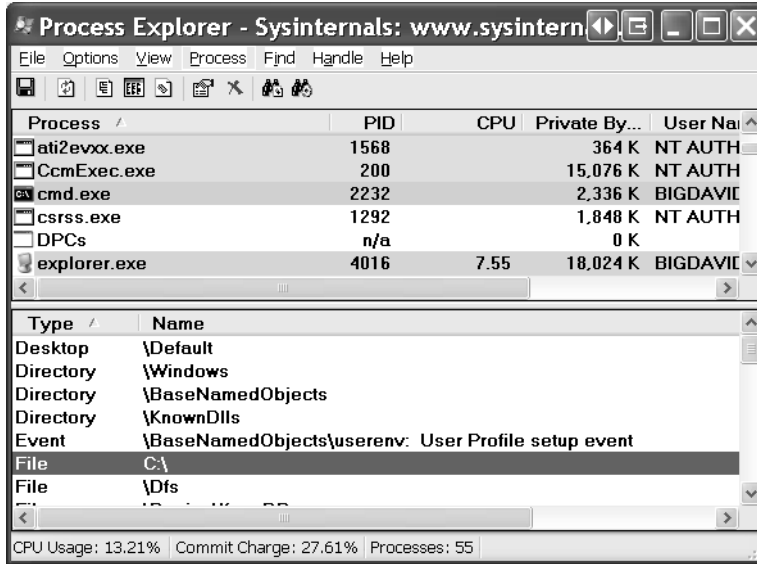 Process Explorer - Sysinternals: www.sysintern
File Options View Process Find Handle Help
Process PID CPU Private By... User Na
ati2evxx.exe 1568 364 K NT AUTH
CcmExec.exe 200 15,076 K NT AUTH
cmd.exe 2232 2,336 K BIGDAVID
csrss.exe 1292 1,848 K NT AUTH
DPCs n/a 0 K
explorer.exe 4016 7.55 18,024 K BIGDAVID
Type Name
Desktop \Default
Directory \Windows
Directory \BaseNamedObjects
Directory \KnownDlls
Event \BaseNamedObjects\userenv: User Profile setup event
File C:\
File \Dfs
CPU Usage: 13.21% Commit Charge: 27.61% Processes: 55